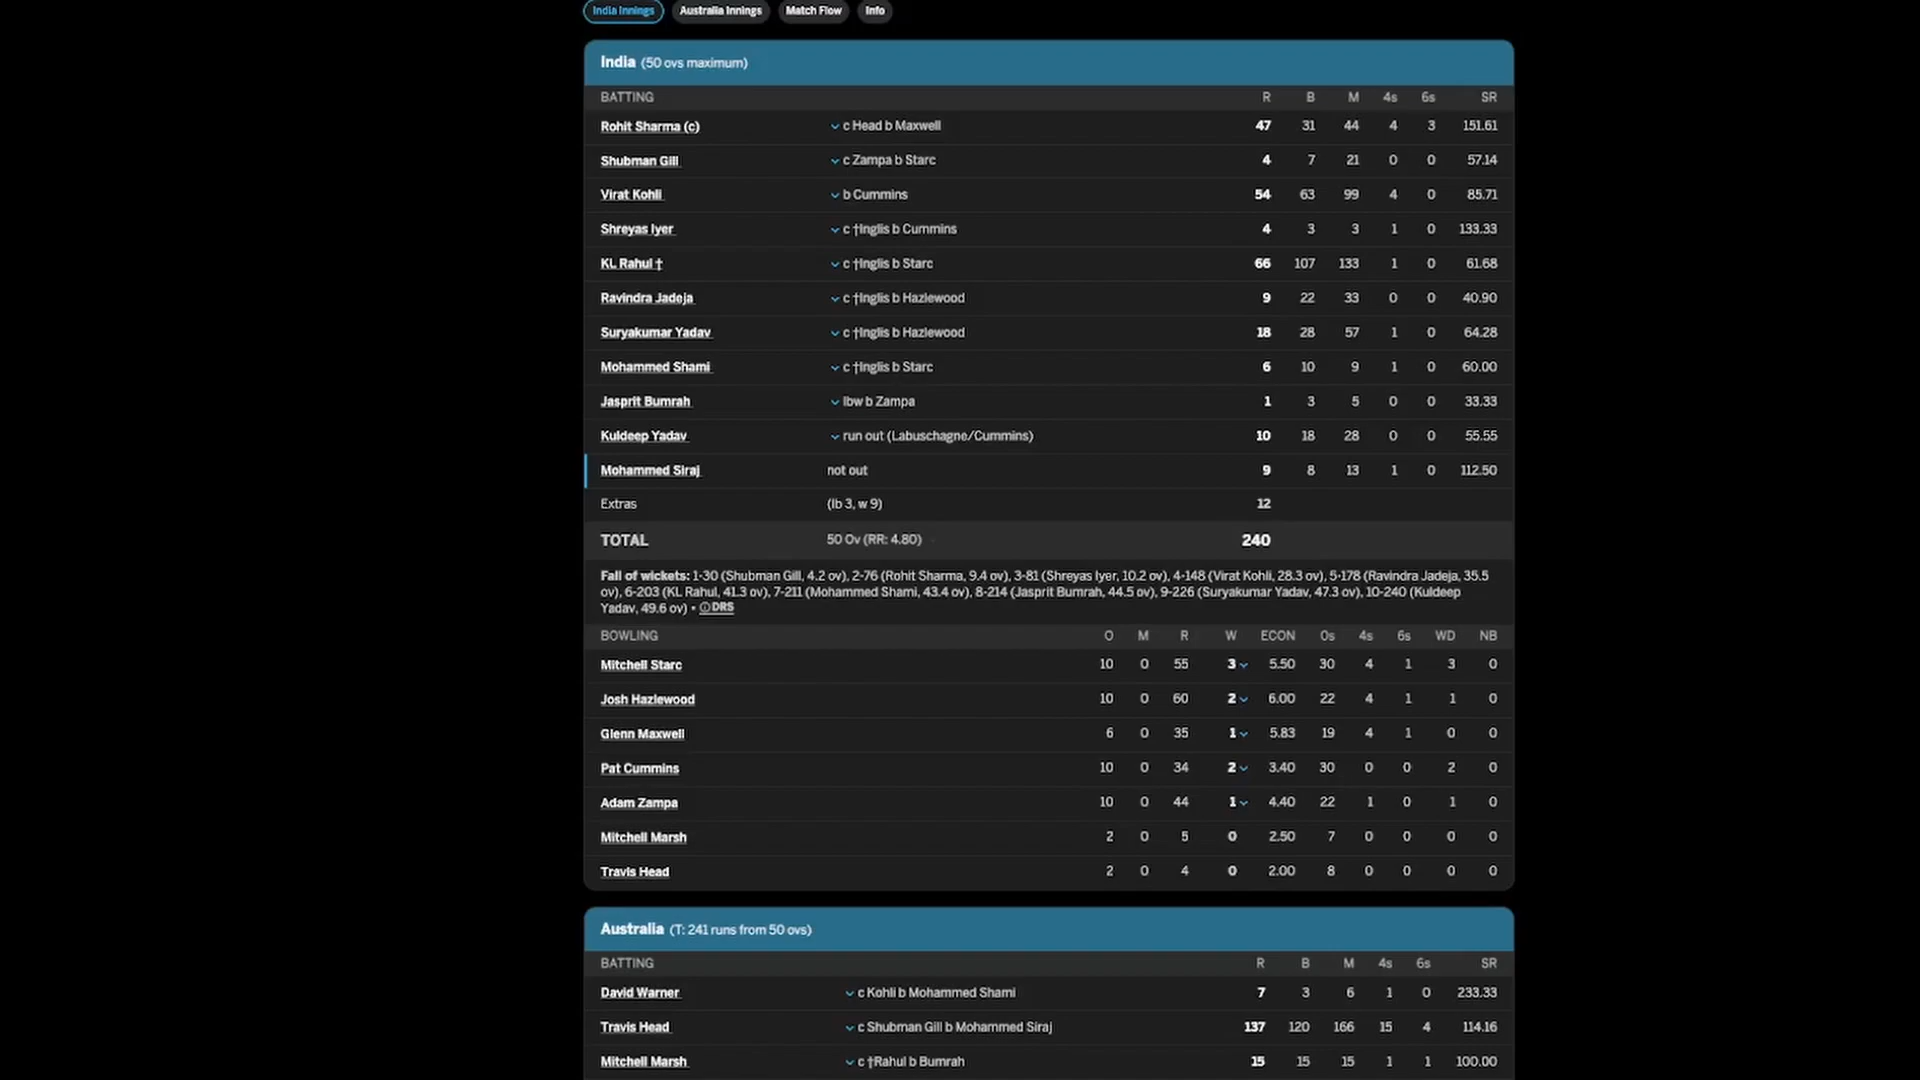 India Innings Australia Innings Match Flow Info
India (50 ovs maximum)
BATTING R B M 4s 6s SR
Rohit Sharma (c) c Head b Maxwell 47 31 44 4 3 151.61
Shubman Gill c Zampa b Starc 4 7 21 0 0 57.14
Virat Kohli b Cummins 54 63 99 4 0 85.71
Shreyas Iyer c †Inglis b Cummins 4 3 3 1 0 133.33
KL Rahul † c †Inglis b Starc 66 107 133 1 0 61.68
Ravindra Jadeja c †Inglis b Hazlewood 9 22 33 0 0 40.90
Suryakumar Yadav c †Inglis b Hazlewood 18 28 57 1 0 64.28
Mohammed Shami c †Inglis b Starc 6 10 9 1 0 60.00
Jasprit Bumrah lbw b Zampa 1 3 5 0 0 33.33
Kuldeep Yadav run out (Labuschagne/Cummins) 10 18 28 0 0 55.55
Mohammed Siraj not out 9 8 13 1 0 112.50
Extras (lb 3, w 9) 12
TOTAL 50 Ov (RR: 4.80) 240
Fall of wickets: 1-30 (Shubman Gill, 4.2 ov), 2-76 (Rohit Sharma, 9.4 ov), 3-81 (Shreyas Iyer, 10.2 ov), 4-148 (Virat Kohli, 28.3 ov), 5-178 (Ravindra Jadeja, 35.5
ov), 6-203 (KL Rahul, 41.3 ov), 7-211 (Mohammed Shami, 43.4 ov), 8-214 (Jasprit Bumrah, 44.5 ov), 9-226 (Suryakumar Yadav, 47.3 ov), 10-240 (Kuldeep
Yadav, 49.6 ov) • DRS
BOWLING O M R W ECON 0s 4s 6s WD NB
Mitchell Starc 10 0 55 3 5.50 30 4 1 3 0
Josh Hazlewood 10 0 60 2 6.00 22 4 1 1 0
Glenn Maxwell 6 0 35 1 5.83 19 4 1 0 0
Pat Cummins 10 0 34 2 3.40 30 0 0 2 0
Adam Zampa 10 0 44 1 4.40 22 1 0 1 0
Mitchell Marsh 2 0 5 0 2.50 7 0 0 0 0
Travis Head 2 0 4 0 2.00 8 0 0 0 0
Australia (T: 241 runs from 50 ovs)
BATTING R B M 4s 6s SR
David Warner c Kohli b Mohammed Shami 7 3 6 1 0 233.33
Travis Head c Shubman Gill b Mohammed Siraj 137 120 166 15 4 114.16
Mitchell Marsh c †Rahul b Bumrah 15 15 15 1 1 100.00